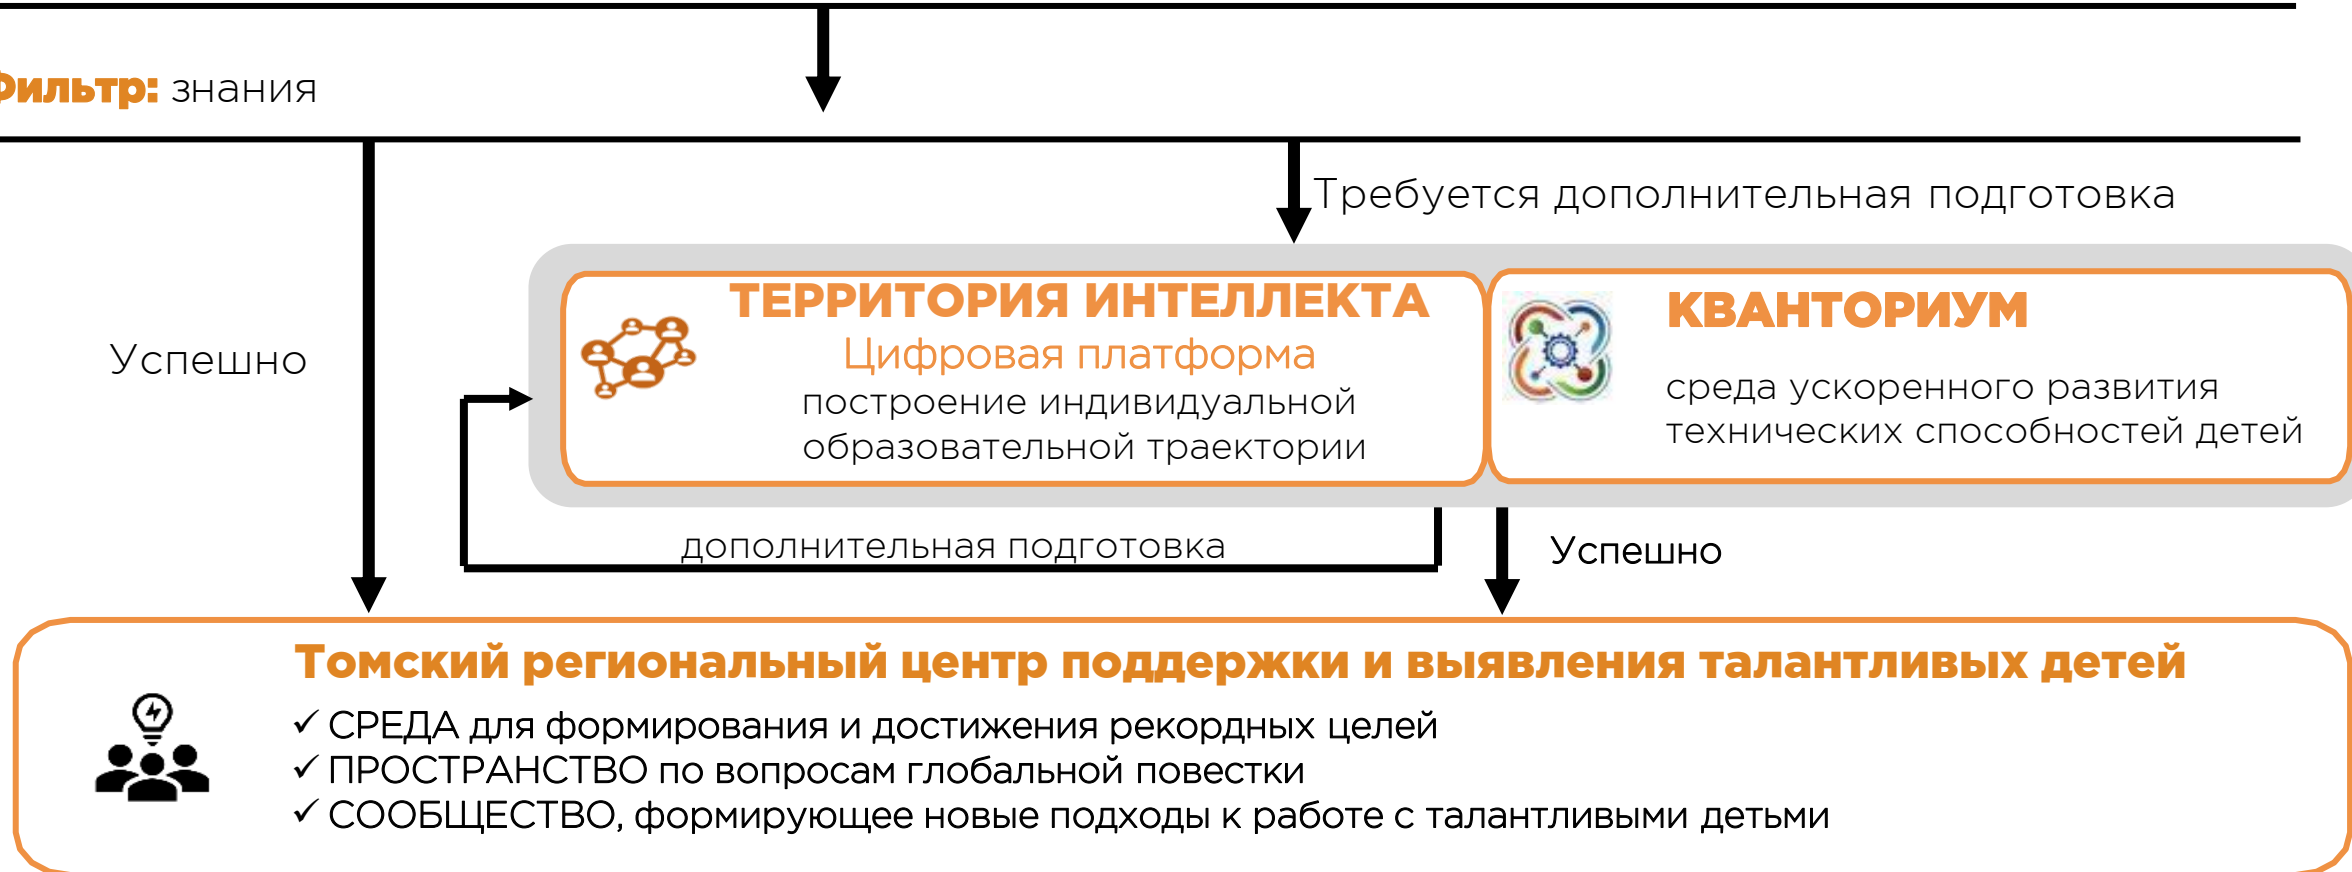 Фильтр: знания
Требуется дополнительная подготовка
Успешно
ТЕРРИТОРИЯ ИНТЕЛЛЕКТА
Цифровая платформа
построение индивидуальной
образовательной траектории
КВАНТОРИУМ
среда ускоренного развития
технических способностей детей
дополнительная подготовка
Успешно
Томский региональный центр поддержки и выявления талантливых детей
✓ СРЕДА для формирования и достижения рекордных целей
✓ ПРОСТРАНСТВО по вопросам глобальной повестки
✓ СООБЩЕСТВО, формирующее новые подходы к работе с талантливыми детьми